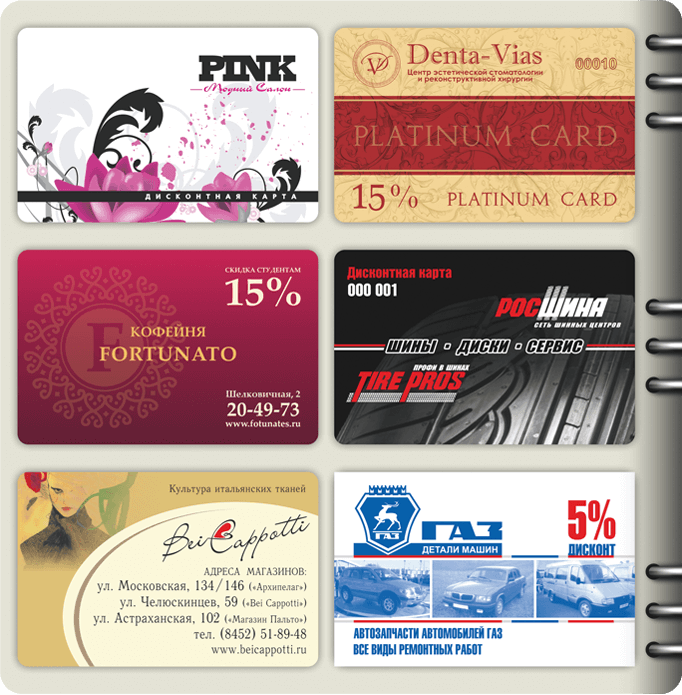 PINK
Модный Салон
ДИСКОНТНАЯ КАРТА
DV
Denta-Vias
Центр эстетической стоматологии
и реконструктивной хирургии
00010
PLATINUM CARD
15% PLATINUM CARD
СКИДКА СТУДЕНТАМ
15%
F
КОФЕЙНЯ
FORTUNATO
Шелковичная, 2
20-49-73
www.fotunates.ru
Дисконтная карта
000 001
РОСШИНА
СЕТЬ ШИННЫХ ЦЕНТРОВ
ШИНЫ • ДИСКИ • СЕРВИС
ПРОФИ В ШИНАХ
TIRE PROS
Культура итальянских тканей
Bei Cappotti
АДРЕСА МАГАЗИНОВ:
ул. Московская, 134/146 («Архипелаг»)
ул. Челюскинцев, 59 («Bei Cappotti»)
ул. Астраханская, 102 («Магазин Пальто»)
тел. (8452) 51-89-48
www.beicappotti.ru
ГАЗ
ГАЗ
ДЕТАЛИ МАШИН
5%
ДИСКОНТ
АВТОЗАПЧАСТИ АВТОМОБИЛЕЙ ГАЗ
ВСЕ ВИДЫ РЕМОНТНЫХ РАБОТ